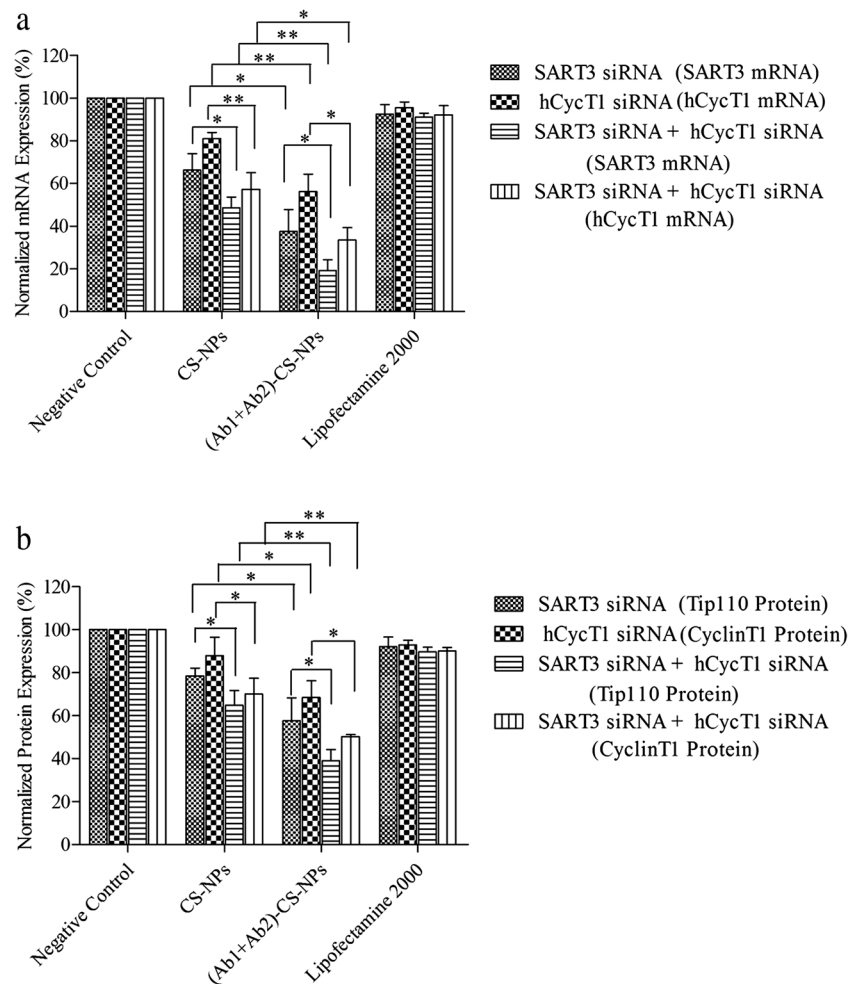 a
*
**
**
*
**
*
*
*
Normalized mRNA Expression (%)
120
100
80
60
40
20
0
Negative Control
CS-NPs
(Ab1+Ab2)-CS-NPs
Lipofectamine 2000
SART3 siRNA (SART3 mRNA)
hCycT1 siRNA (hCycT1 mRNA)
SART3 siRNA + hCycT1 siRNA
(SART3 mRNA)
SART3 siRNA + hCycT1 siRNA
(hCycT1 mRNA)
b
**
**
*
*
*
*
*
*
Normalized Protein Expression (%)
120
100
80
60
40
20
0
Negative Control
CS-NPs
(Ab1+Ab2)-CS-NPs
Lipofectamine 2000
SART3 siRNA (Tip110 Protein)
hCycT1 siRNA (CyclinT1 Protein)
SART3 siRNA + hCycT1 siRNA
(Tip110 Protein)
SART3 siRNA + hCycT1 siRNA
(CyclinT1 Protein)